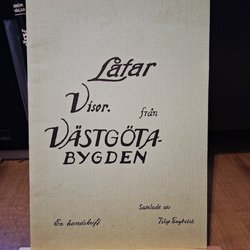 Låtar
Visor.
från
VÄSTGÖTA-
BYGDEN
Samlade av
En handskrift